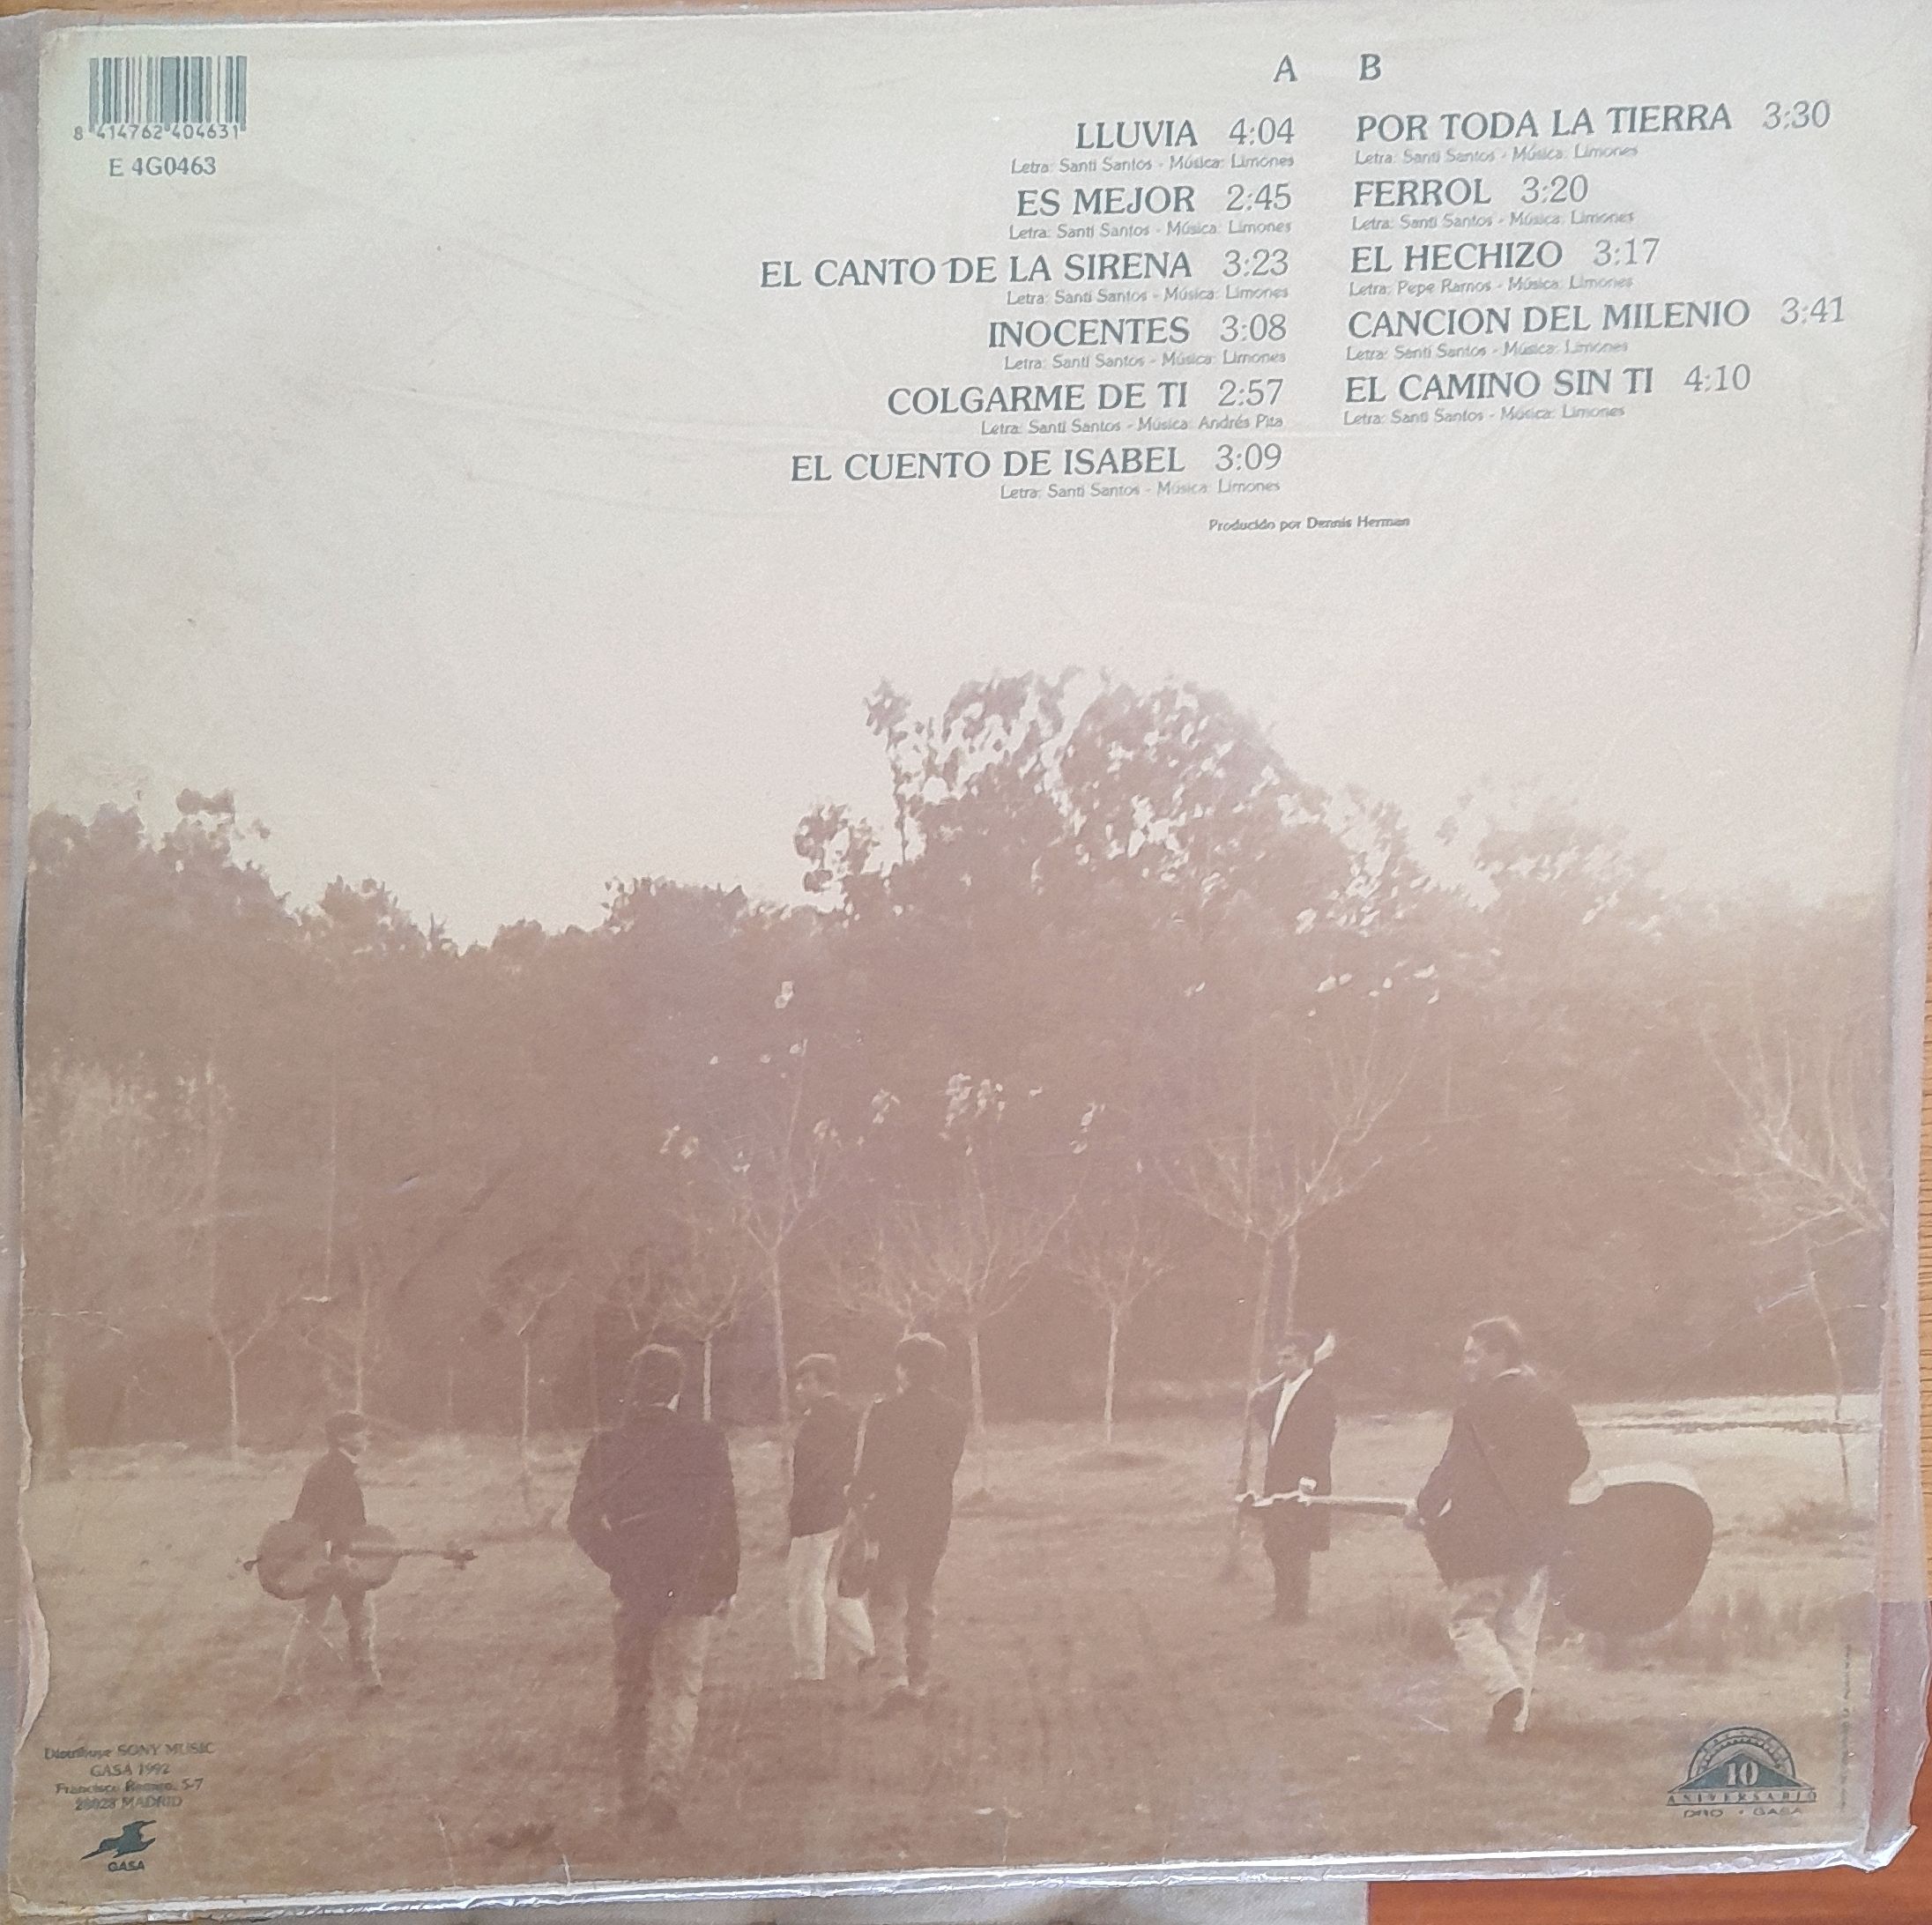 8 414762 404631
E 4G0463
A
LLUVIA 4:04
Letra: Santi Santos - Música: Limones
ES MEJOR 2:45
Letra: Santi Santos - Música: Limones
EL CANTO DE LA SIRENA 3:23
Letra: Santi Santos - Música: Limones
INOCENTES 3:08
Letra: Santi Santos - Música: Limones
COLGARME DE TI 2:57
Letra: Santi Santos - Música: Andrés Pita
EL CUENTO DE ISABEL 3:09
Letra: Santi Santos - Música: Limones
B
POR TODA LA TIERRA 3:30
Letra: Santi Santos - Música: Limones
FERROL 3:20
Letra: Santi Santos - Música: Limones
EL HECHIZO 3:17
Letra: Pepe Ramos - Música: Limones
CANCION DEL MILENIO 3:41
Letra: Santi Santos - Música: Limones
EL CAMINO SIN TI 4:10
Letra: Santi Santos - Música: Limones
Producido por Dennis Herman
Distribuye SONY MUSIC
GASA 1992
Francisco Remiro, 5-7
28028 MADRID
GASA
10
ANIVERSARIO
DRO • GASA